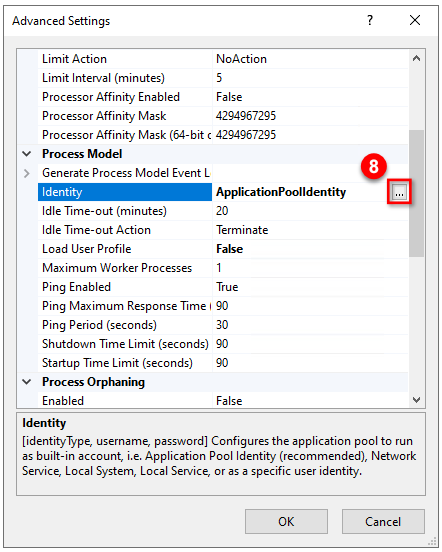 Advanced Settings ? ×
Limit Action NoAction
Limit Interval (minutes) 5
Processor Affinity Enabled False
Processor Affinity Mask 4294967295
Processor Affinity Mask (64-bit o 4294967295
Process Model
Generate Process Model Event L
8
Identity ApplicationPoolIdentity ...
Idle Time-out (minutes) 20
Idle Time-out Action Terminate
Load User Profile False
Maximum Worker Processes 1
Ping Enabled True
Ping Maximum Response Time ( 90
Ping Period (seconds) 30
Shutdown Time Limit (seconds) 90
Startup Time Limit (seconds) 90
Process Orphaning
Enabled False
Identity
[identityType, username, password] Configures the application pool to run
as built-in account, i.e. Application Pool Identity (recommended), Network
Service, Local System, Local Service, or as a specific user identity.
OK Cancel